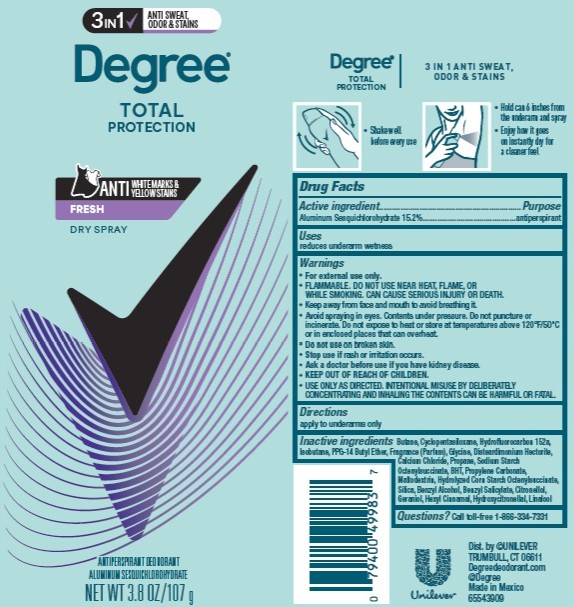 3 IN 1 ANTI SWEAT,
ODOR & STAINS
Degree®
TOTAL
PROTECTION
ANTI WHITE MARKS &
YELLOW STAINS
FRESH
DRY SPRAY
ANTIPERSPIRANT DEODORANT
ALUMINUM SESQUICHLOROHYDRATE
NET WT 3.8 OZ/107 g
Degree®
TOTAL
PROTECTION
3 IN 1 ANTI SWEAT,
ODOR & STAINS
• Shake well
before every use
• Hold can 6 inches from
the underarm and spray
• Enjoy how it goes
on instantly dry for
a cleaner feel
Drug Facts
Active ingredient....Purpose
Aluminum Sesquichlorohydrate 15.2%....antiperspirant
Uses
reduces underarm wetness
Warnings
• For external use only.
• FLAMMABLE. DO NOT USE NEAR HEAT, FLAME, OR
WHILE SMOKING. CAN CAUSE SERIOUS INJURY OR DEATH.
• Keep away from face and mouth to avoid breathing it.
• Avoid spraying in eyes. Contents under pressure. Do not puncture or
incinerate. Do not expose to heat or store at temperatures above 120°F/50°C
or in enclosed places that can overheat.
• Do not use on broken skin.
• Stop use if rash or irritation occurs.
• Ask a doctor before use if you have kidney disease.
• KEEP OUT OF REACH OF CHILDREN.
• USE ONLY AS DIRECTED. INTENTIONAL MISUSE BY DELIBERATELY
CONCENTRATING AND INHALING THE CONTENTS CAN BE HARMFUL OR FATAL.
Directions
apply to underarms only
Inactive ingredients Butane, Cyclopentasiloxane, Hydrofluorocarbon 152a,
Isobutane, PPG-14 Butyl Ether, Fragrance (Parfum), Glycine, Disteardimonium Hectorite,
Calcium Chloride, Propane, Sodium Starch
Octenylsuccinate, BHT, Propylene Carbonate,
Maltodextrin, Hydrolyzed Corn Starch Octenylsuccinate,
Silica, Benzyl Alcohol, Benzyl Salicylate, Citronellol,
Geraniol, Hexyl Cinnamal, Hydroxycitronellal, Linalool
Questions? Call toll-free 1-866-334-7331
0 79400 49983 7
Unilever
Dist. by ©UNILEVER
TRUMBULL, CT 06611
Degreedeodorant.com
@Degree
Made in Mexico
65543909